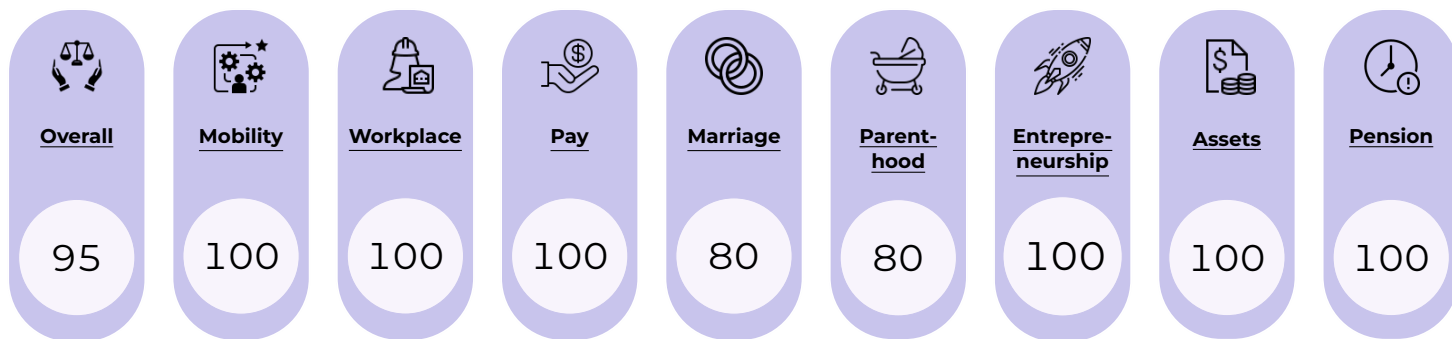 Overall
95
Mobility
100
Workplace
100
Pay
100
Marriage
80
Parent-
hood
80
Entrepre-
neurship
100
$
Assets
100
Pension
100